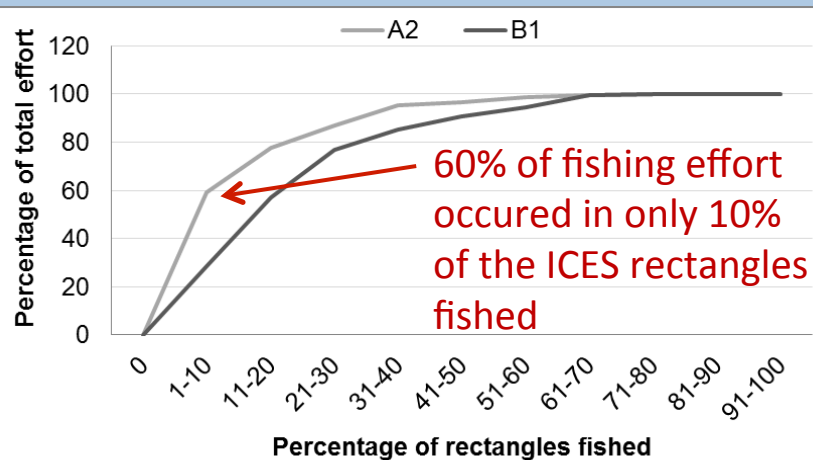 A2 B1
Percentage of total effort
120
100
80
60
40
20
0
60% of fishing effort
occured in only 10%
of the ICES rectangles
fished
0 1-10 11-20 21-30 31-40 41-50 51-60 61-70 71-80 81-90 91-100
Percentage of rectangles fished